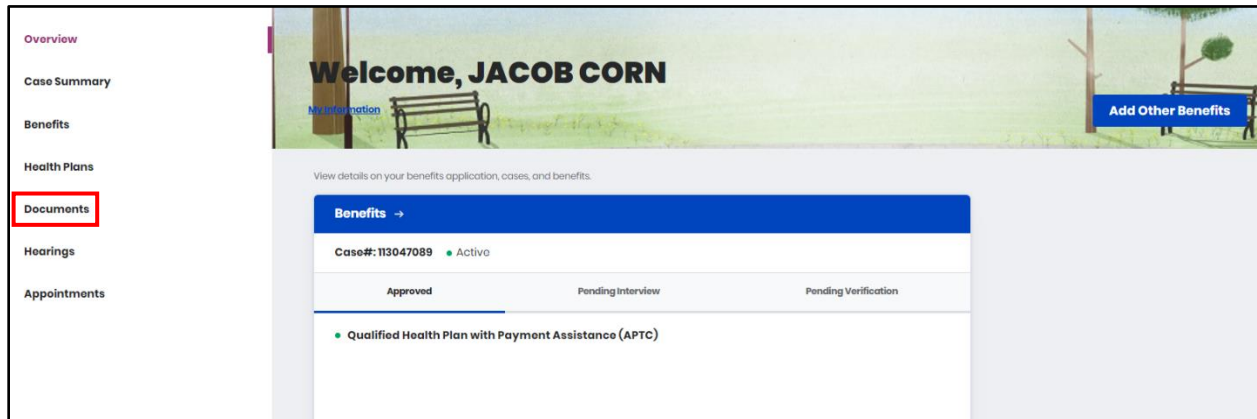 Overview
Case Summary
Benefits
Health Plans
Documents
Hearings
Appointments
Welcome, JACOB CORN
My Information
Add Other Benefits
View details on your benefits application, cases, and benefits.
Benefits →
Case#: 113047089 • Active
Approved Pending Interview Pending Verification
• Qualified Health Plan with Payment Assistance (APTC)